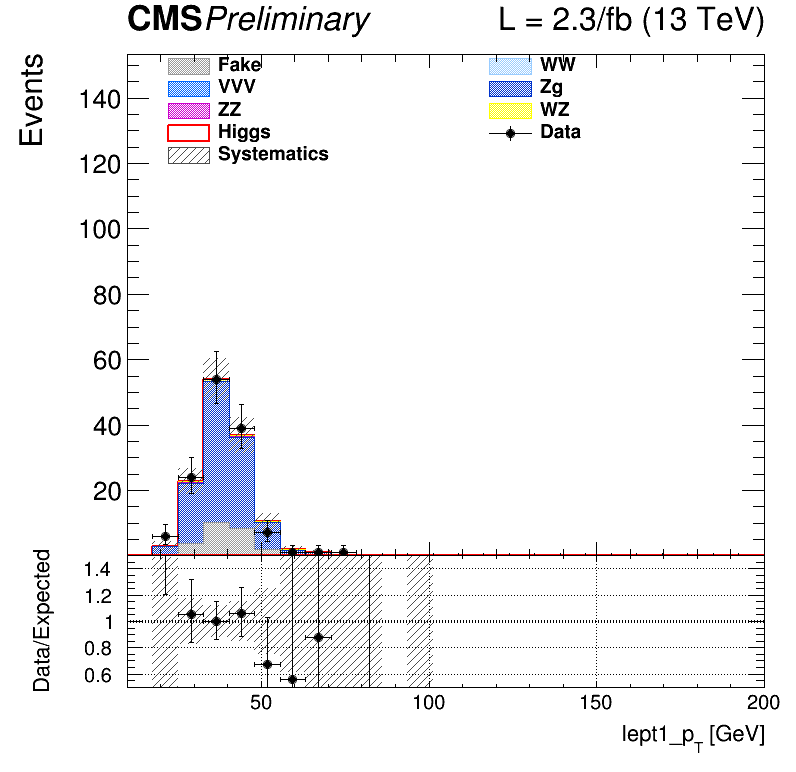 CMS Preliminary L = 2.3/fb (13 TeV)
Events
140
120
100
80
60
40
20
Fake
VVV
ZZ
Higgs
Systematics
WW
Zg
WZ
Data
Data/Expected
1.4
1.2
1
0.8
0.6
50 100 150 200
lept1_p_T [GeV]